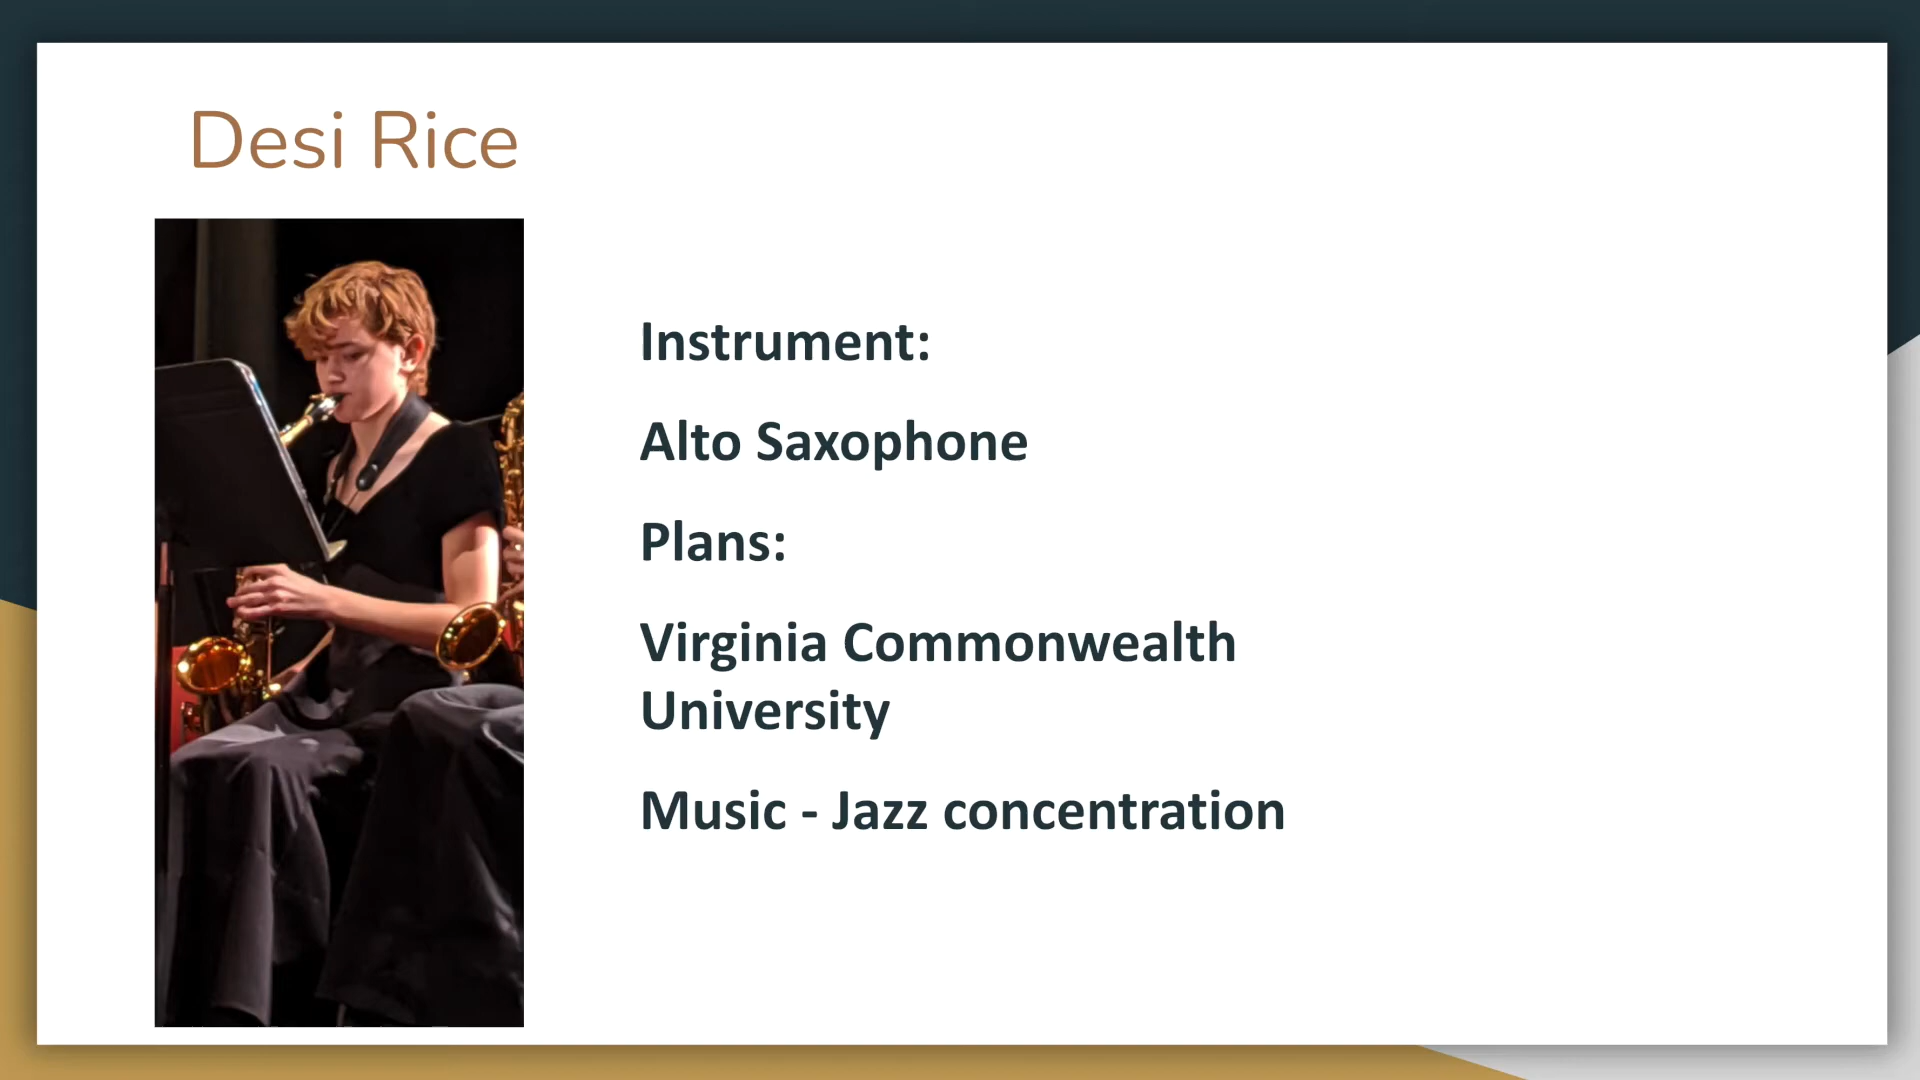 Desi Rice
Instrument:
Alto Saxophone
Plans:
Virginia Commonwealth
University
Music - Jazz concentration